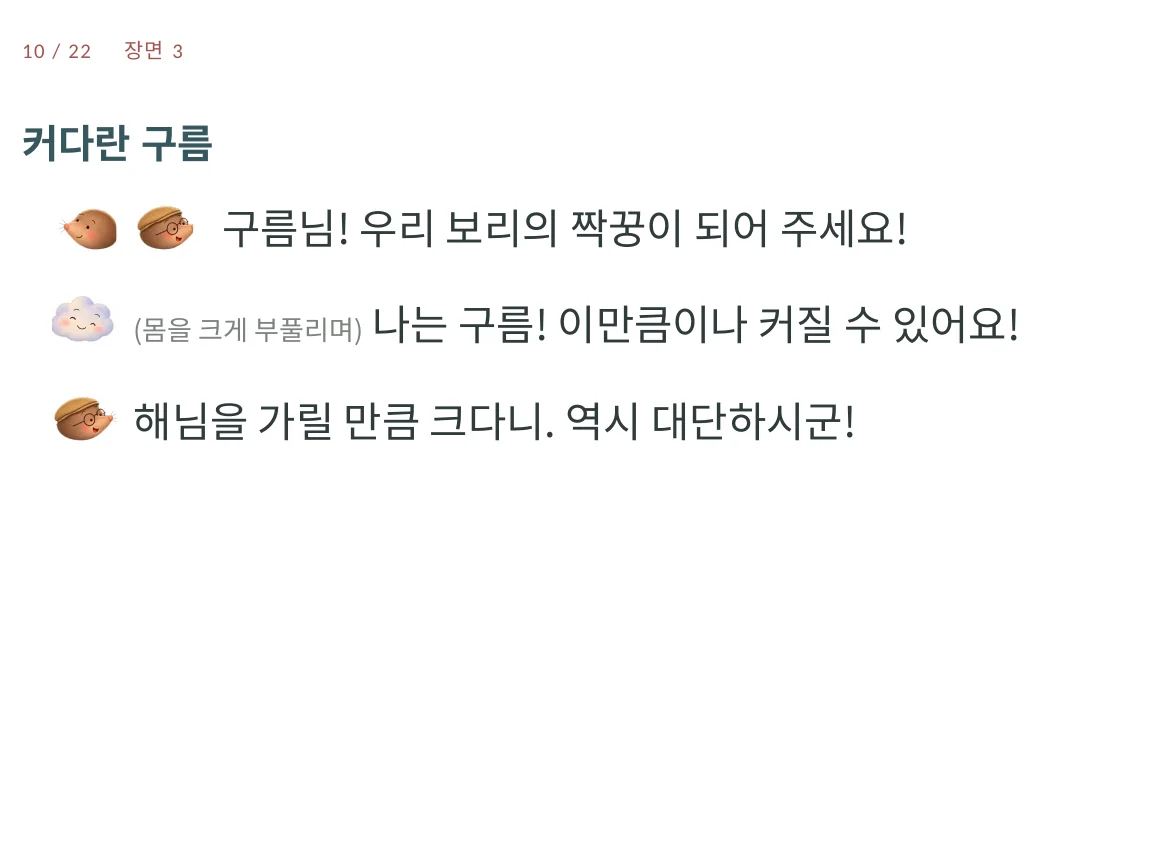 10 / 22 장면 3
커다란 구름
구름님! 우리 보리의 짝꿍이 되어 주세요!
(몸을 크게 부풀리며) 나는 구름! 이만큼이나 커질 수 있어요!
해님을 가릴 만큼 크다니. 역시 대단하시군!